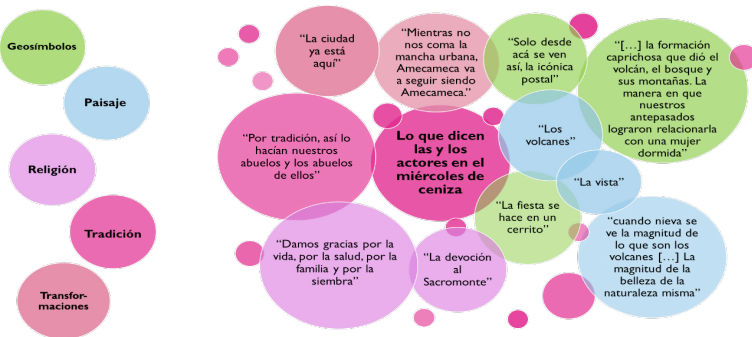 Geosímbolos
Paisaje
Religión
Tradición
Transfor-
maciones
“La ciudad
ya está
aquí”
“Mientras no
nos coma la
mancha urbana,
Amecameca va
a seguir siendo
Amecameca.”
“Solo desde
acá se ven
así, la icónica
postal”
“[…] la formación
caprichosa que dió el
volcán, el bosque y
sus montañas. La
manera en que
nuestros
antepasados
lograron relacionarla
con una mujer
dormida”
“Por tradición, así lo
hacían nuestros
abuelos y los abuelos
de ellos”
Lo que dicen
las y los
actores en el
miércoles de
ceniza
“Los
volcanes”
“La vista”
“La fiesta se
hace en un
cerrito”
“Damos gracias por la
vida, por la salud, por la
familia y por la
siembra”
“La devoción
al
Sacromonte”
“cuando nieva se
ve la magnitud de
lo que son los
volcanes […] La
magnitud de la
belleza de la
naturaleza misma”